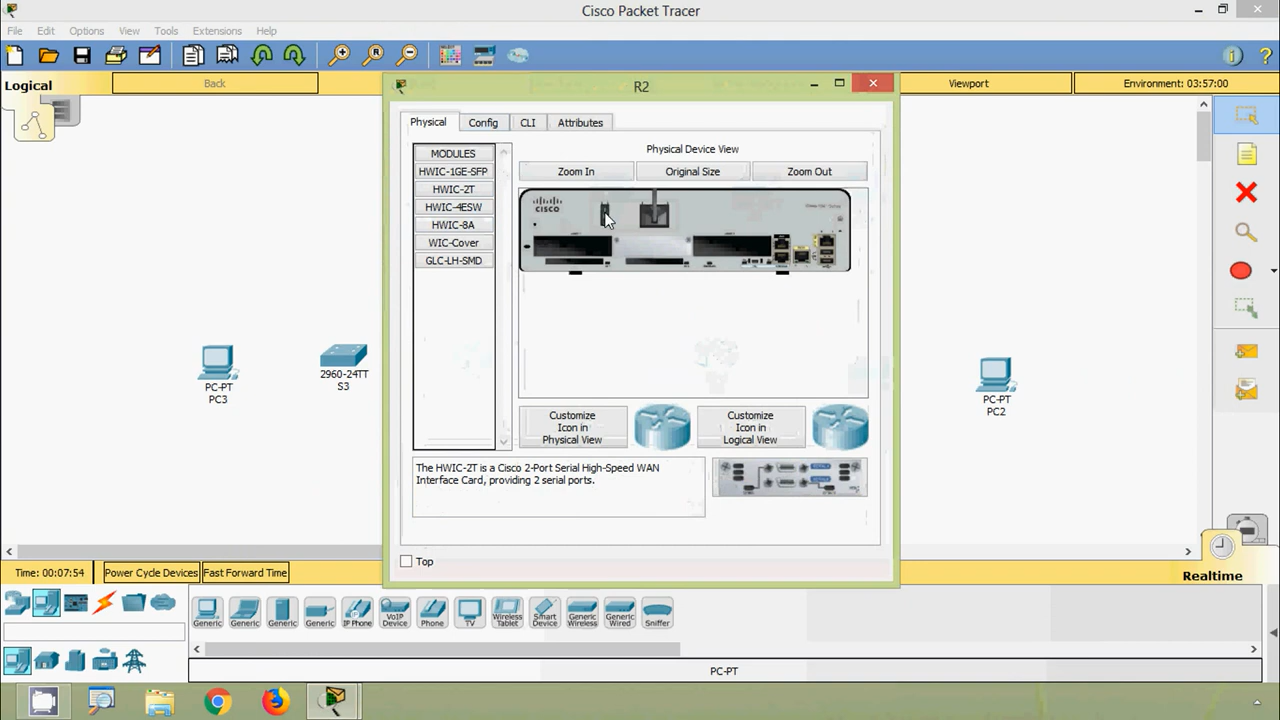 Cisco Packet Tracer
File Edit Options View Tools Extensions Help
Logical
Back
Viewport
Environment: 03:57:00
R2
Physical Config CLI Attributes
MODULES
HWIC-1GE-SFP
HWIC-2T
HWIC-4ESW
HWIC-8A
WIC-Cover
GLC-LH-SMD
Physical Device View
Zoom In Original Size Zoom Out
CISCO
Customize
Icon in
Physical View
Customize
Icon in
Logical View
The HWIC-2T is a Cisco 2-Port Serial High-Speed WAN
Interface Card, providing 2 serial ports.
Top
PC-PT
PC3
2960-24TT
S3
PC-PT
PC2
Time: 00:07:54
Power Cycle Devices
Fast Forward Time
Realtime
Generic
Generic
Generic
Generic
IP Phone
VoIP
Device
Phone
TV
Wireless
Tablet
Smart
Device
Generic
Wireless
Generic
Wired
Sniffer
PC-PT